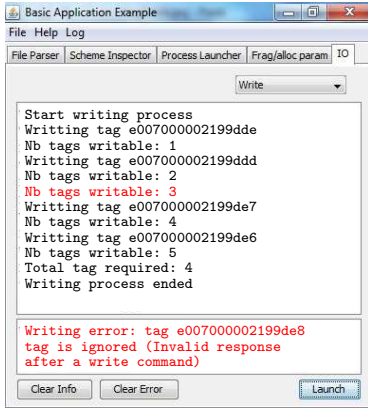 Basic Application Example
File Help Log
File Parser Scheme Inspector Process Launcher Frag/alloc param IO
Write
Start writing process
Writting tag e007000002199dde
Nb tags writable: 1
Writting tag e007000002199ddd
Nb tags writable: 2
Nb tags writable: 3
Writting tag e007000002199de7
Nb tags writable: 4
Writting tag e007000002199de6
Nb tags writable: 5
Total tag required: 4
Writing process ended
Writing error: tag e007000002199de8
tag is ignored (Invalid response
after a write command)
Clear Info Clear Error Launch